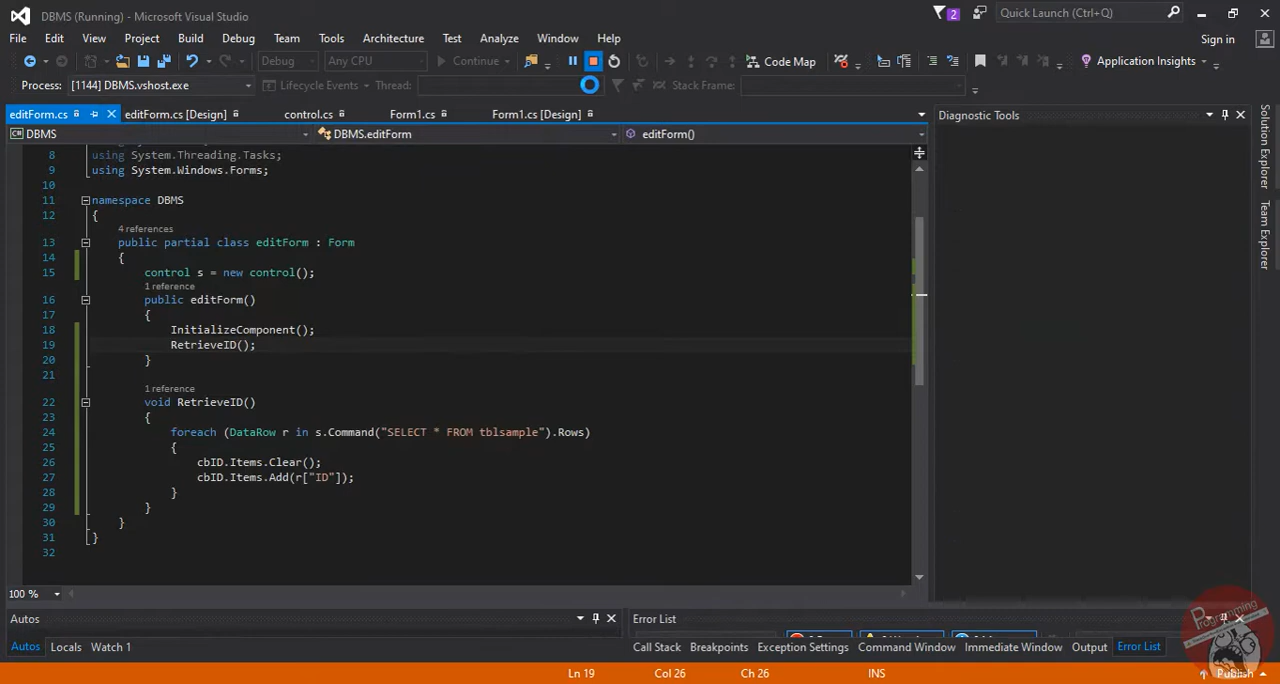 DBMS (Running) - Microsoft Visual Studio
2
Quick Launch (Ctrl+Q)
File Edit View Project Build Debug Team Tools Architecture Test Analyze Window Help
Sign in
Debug Any CPU Continue Code Map Application Insights
Process: [1144] DBMS.vshost.exe Lifecycle Events Thread: Stack Frame:
editForm.cs editForm.cs [Design] control.cs Form1.cs Form1.cs [Design]
Diagnostic Tools
DBMS DBMS.editForm editForm()
Solution Explorer
Team Explorer
8 using System.Threading.Tasks;
9 using System.Windows.Forms;
10
11 namespace DBMS
12 {
4 references
13 public partial class editForm : Form
14 {
15 control s = new control();
1 reference
16 public editForm()
17 {
18 InitializeComponent();
19 RetrieveID();
20 }
21
1 reference
22 void RetrieveID()
23 {
24 foreach (DataRow r in s.Command("SELECT * FROM tblsample").Rows)
25 {
26 cbID.Items.Clear();
27 cbID.Items.Add(r["ID"]);
28 }
29 }
30 }
31 }
32
100 %
Autos
Error List
Autos Locals Watch 1
Call Stack Breakpoints Exception Settings Command Window Immediate Window Output Error List
Programming
Ln 19 Col 26 Ch 26 INS Publish